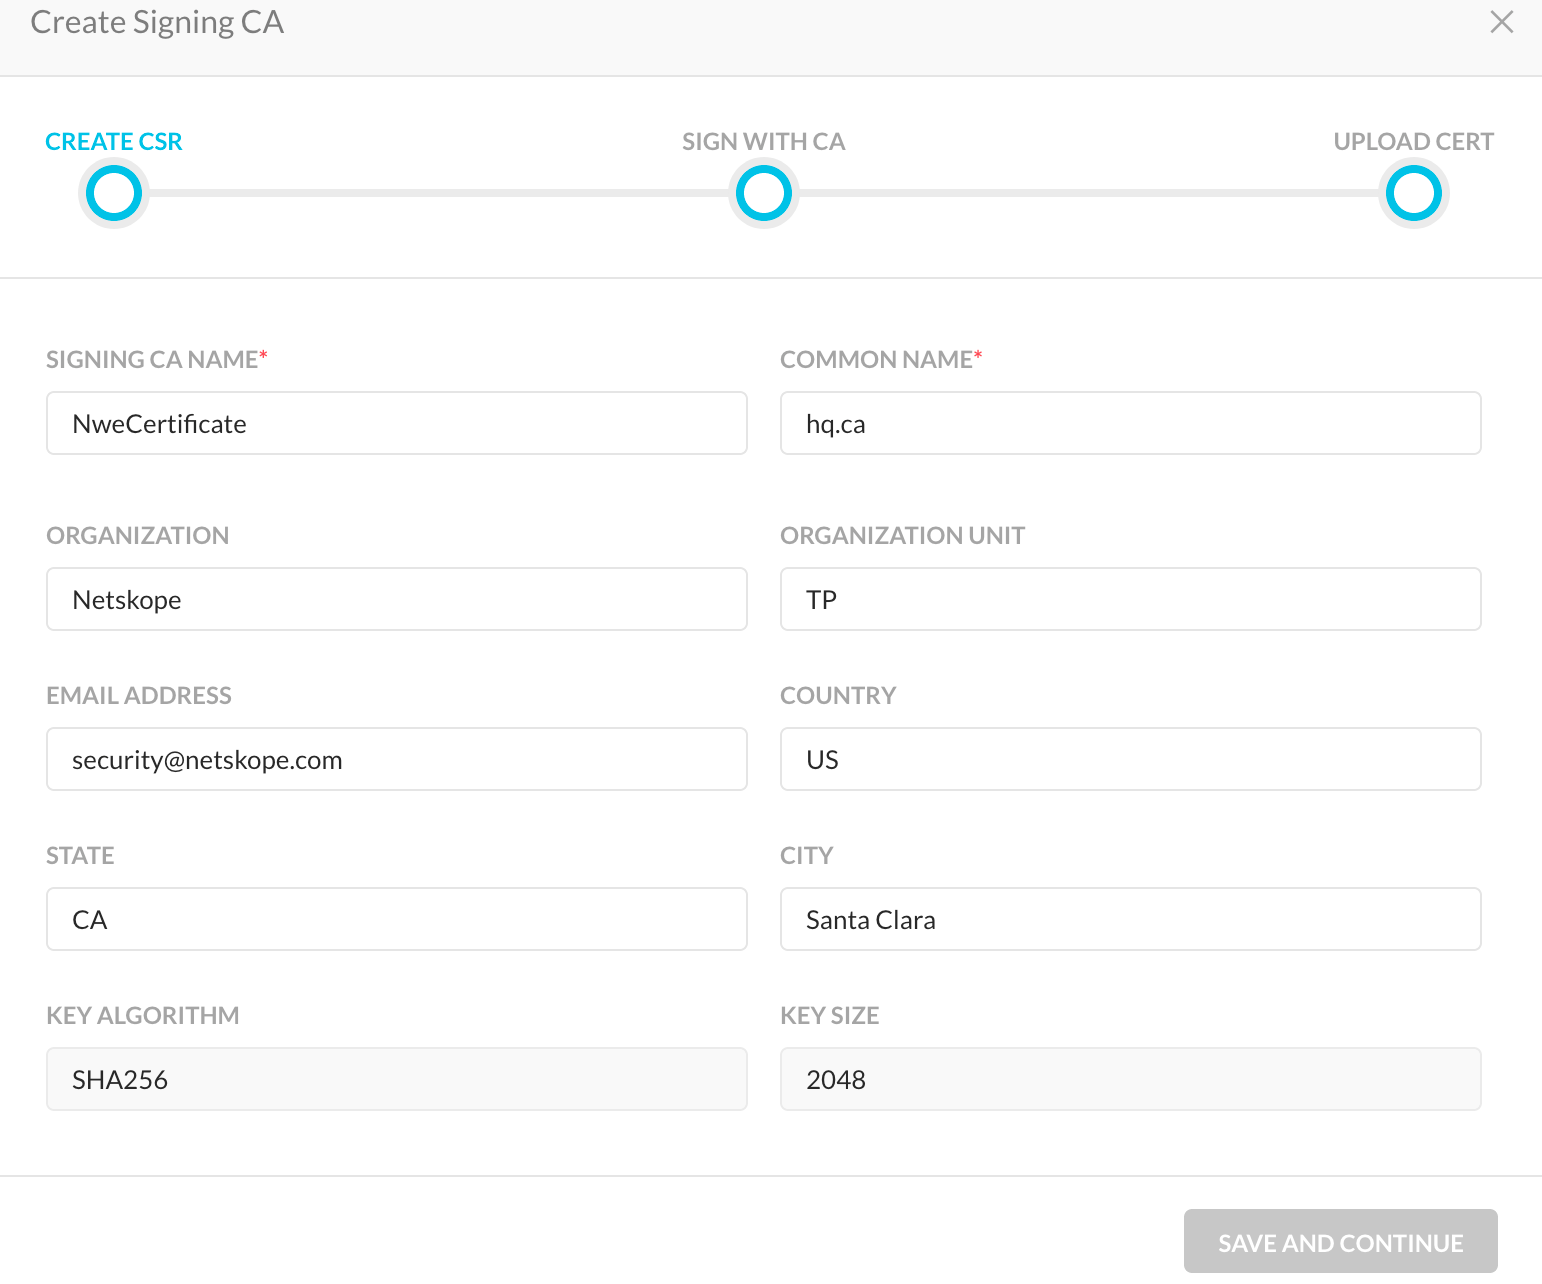 Create Signing CA
CREATE CSR
SIGN WITH CA
UPLOAD CERT
SIGNING CA NAME*
COMMON NAME*
NweCertificate
hq.ca
ORGANIZATION
ORGANIZATION UNIT
Netskope
TP
EMAIL ADDRESS
COUNTRY
security@netskope.com
US
STATE
CITY
CA
Santa Clara
KEY ALGORITHM
KEY SIZE
SHA256
2048
SAVE AND CONTINUE